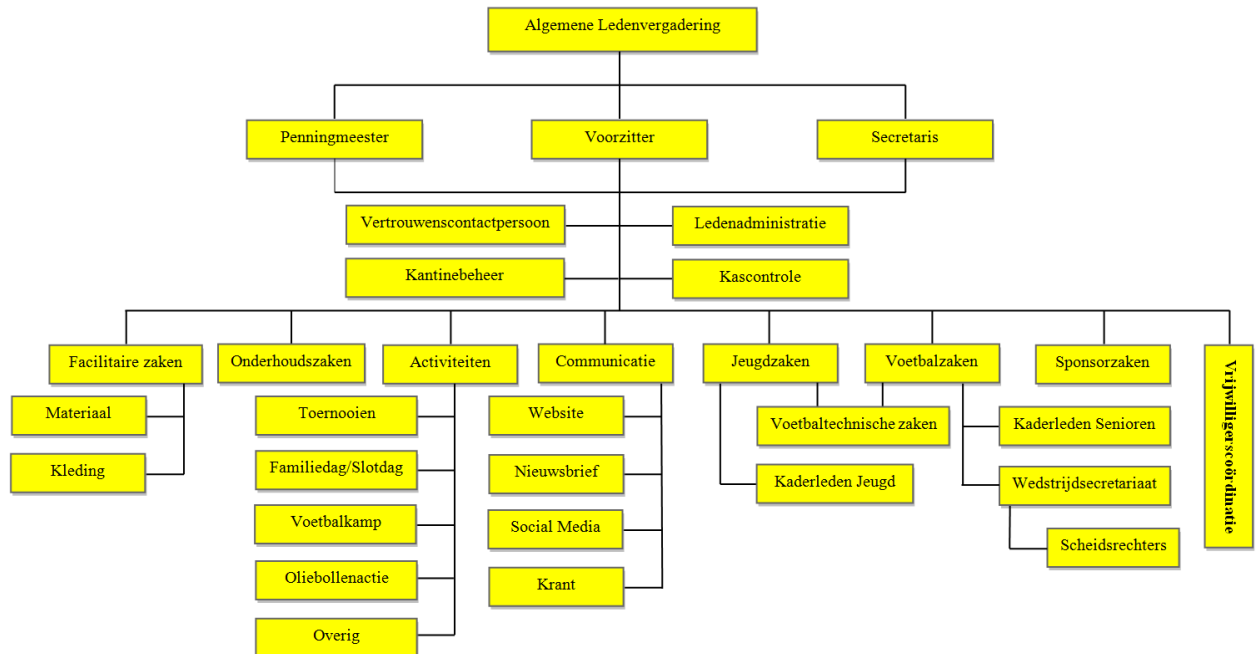 Algemene Ledenvergadering
Penningmeester
Voorzitter
Secretaris
Vertrouwenscontactpersoon
Ledenadministratie
Kantinebeheer
Kascontrole
Facilitaire zaken
Onderhoudszaken
Activiteiten
Communicatie
Jeugdzaken
Voetbalzaken
Sponsorzaken
Vrijwilligerscoördinatie
Materiaal
Kleding
Toernooien
Familiedag/Slotdag
Voetbalkamp
Oliebollenactie
Overig
Website
Nieuwsbrief
Social Media
Krant
Voetbaltechnische zaken
Kaderleden Jeugd
Kaderleden Senioren
Wedstrijdsecretariaat
Scheidsrechters